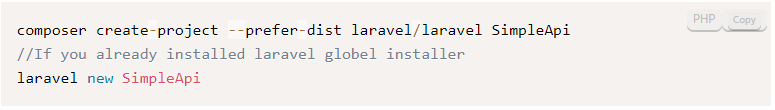 PHP Copy
composer create-project --prefer-dist laravel/laravel SimpleApi
//If you already installed laravel globel installer
laravel new SimpleApi